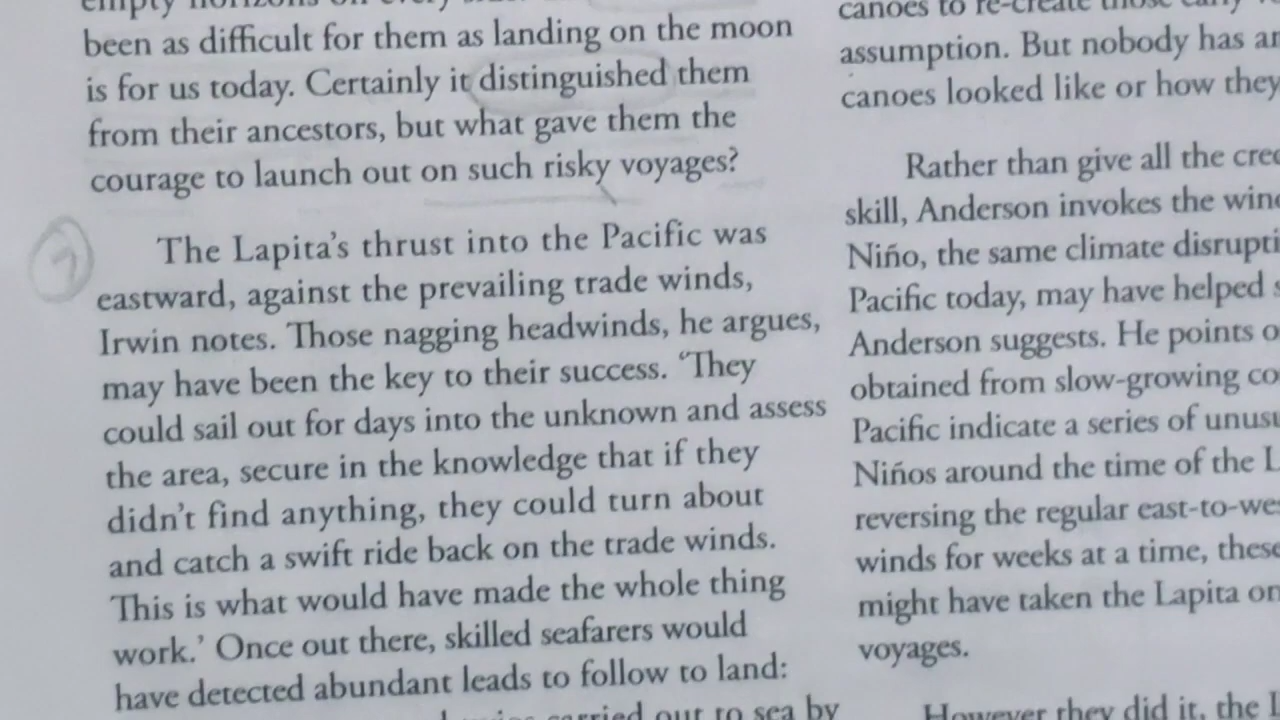 been as difficult for them as landing on the moon
is for us today. Certainly it distinguished them
from their ancestors, but what gave them the
courage to launch out on such risky voyages?
The Lapita's thrust into the Pacific was
eastward, against the prevailing trade winds,
Irwin notes. Those nagging headwinds, he argues,
may have been the key to their success. 'They
could sail out for days into the unknown and assess
the area, secure in the knowledge that if they
didn't find anything, they could turn about
and catch a swift ride back on the trade winds.
This is what would have made the whole thing
work.' Once out there, skilled seafarers would
have detected abundant leads to follow to land:
carried out to sea by
canoes to re-create those
assumption. But nobody has
canoes looked like or how they
Rather than give all the
skill, Anderson invokes the
Niño, the same climate
Pacific today, may have helped
Anderson suggests. He points
obtained from slow-growing
Pacific indicate a series of
Niños around the time of the
reversing the regular
winds for weeks at a time, these
might have taken the Lapita
voyages.
However they did it, the